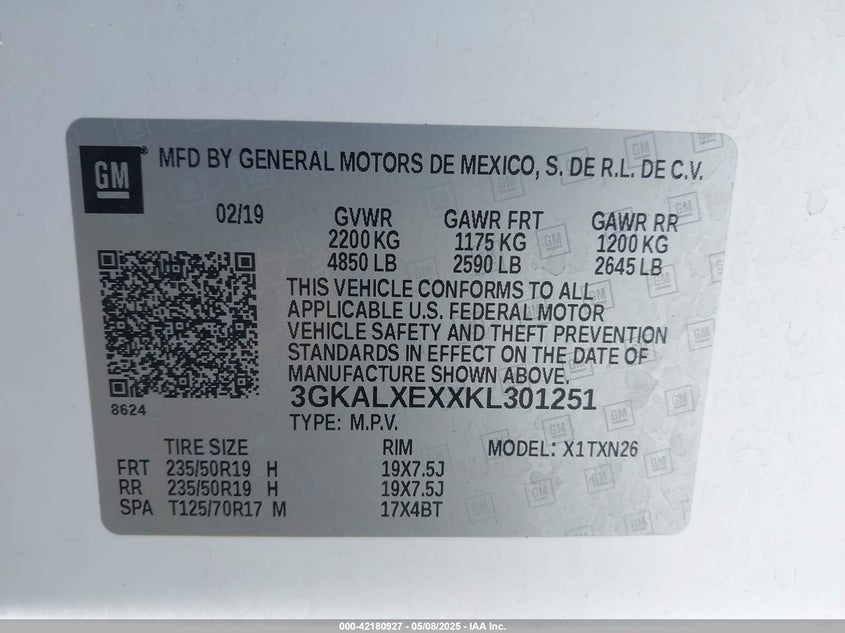 GM ® MFD BY GENERAL MOTORS DE MEXICO, S. DE R.L. DE C.V.
02/19 GVWR GAWR FRT GAWR RR
2200 KG 1175 KG 1200 KG
4850 LB 2590 LB 2645 LB
THIS VEHICLE CONFORMS TO ALL
APPLICABLE U.S. FEDERAL MOTOR
VEHICLE SAFETY AND THEFT PREVENTION
STANDARDS IN EFFECT ON THE DATE OF
MANUFACTURE SHOWN ABOVE.
3GKALXEXXKL301251
8624
TYPE: M.P.V.
TIRE SIZE RIM MODEL: X1TXN26
FRT 235/50R19 H 19X7.5J
RR 235/50R19 H 19X7.5J
SPA T125/70R17 M 17X4BT
000-42180927 - 05/08/2025 - IAA Inc.